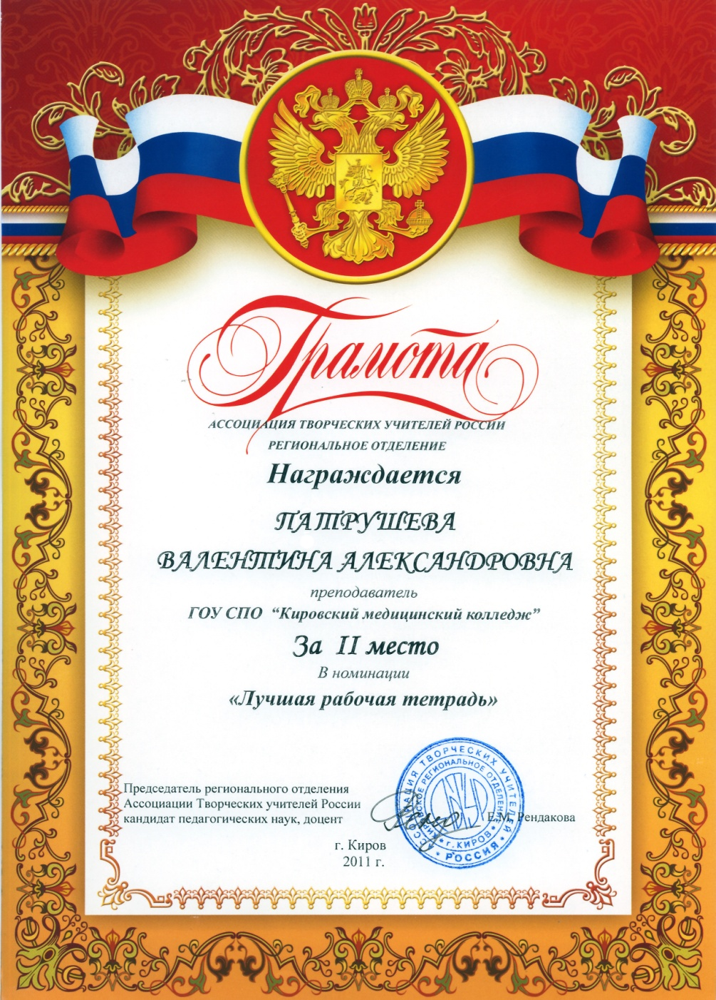 Грамота
АССОЦИАЦИЯ ТВОРЧЕСКИХ УЧИТЕЛЕЙ РОССИИ
РЕГИОНАЛЬНОЕ ОТДЕЛЕНИЕ
Награждается
ПАТРУШЕВА
ВАЛЕНТИНА АЛЕКСАНДРОВНА
преподаватель
ГОУ СПО “Кировский медицинский колледж”
За II место
В номинации
«Лучшая рабочая тетрадь»
Председатель регионального отделения
Ассоциации Творческих учителей России
кандидат педагогических наук, доцент
Е.М. Рендакова
г. Киров
2011 г.
АССОЦИАЦИЯ ТВОРЧЕСКИХ УЧИТЕЛЕЙ
* РОССИЯ *
КИРОВСКОЕ РЕГИОНАЛЬНОЕ ОТДЕЛЕНИЕ
* г. КИРОВ *